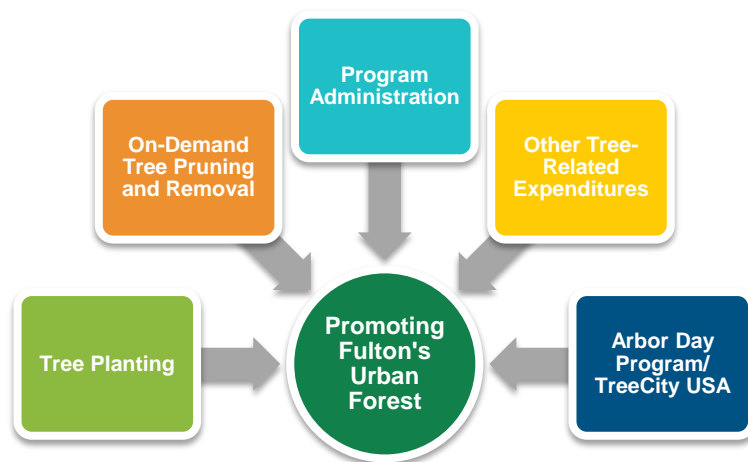 Program
Administration
On-Demand
Tree Pruning
and Removal
Other Tree-
Related
Expenditures
Tree Planting
Promoting
Fulton's
Urban
Forest
Arbor Day
Program/
TreeCity USA